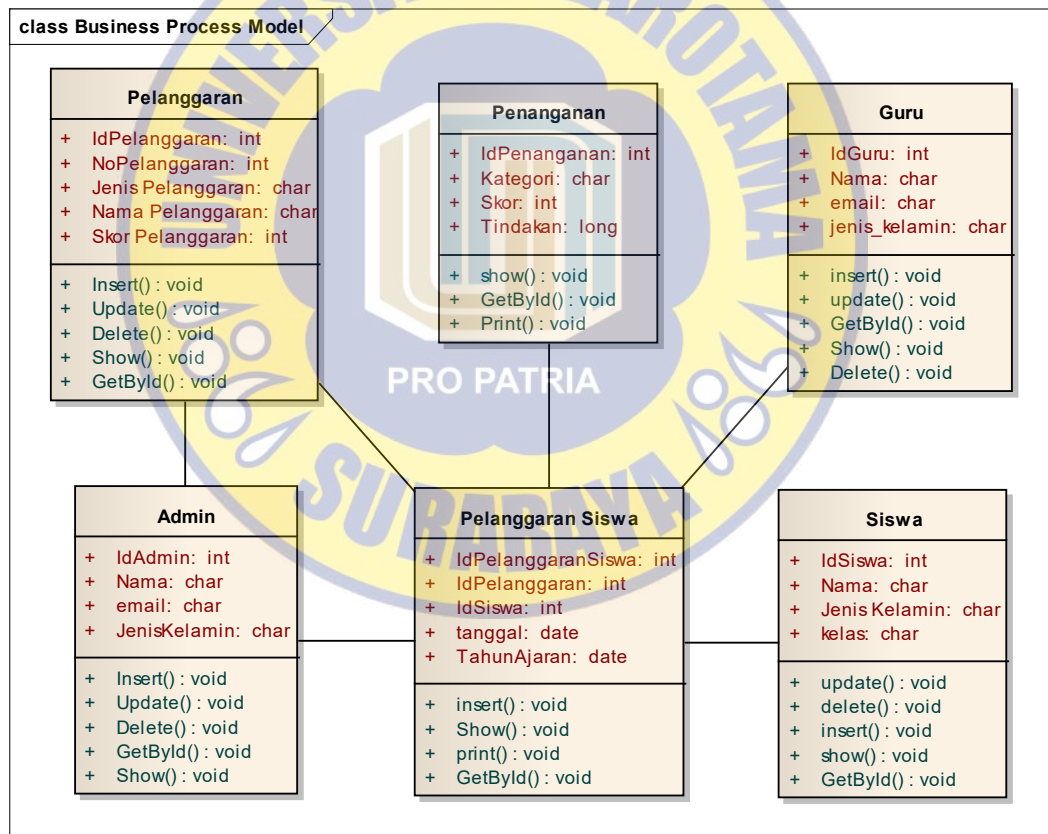 class Business Process Model
Pelanggaran
+ IdPelanggaran: int
+ NoPelanggaran: int
+ Jenis Pelanggaran: char
+ Nama Pelanggaran: char
+ Skor Pelanggaran: int
+ Insert() : void
+ Update() : void
+ Delete() : void
+ Show() : void
+ GetById() : void
Penanganan
+ IdPenanganan: int
+ Kategori: char
+ Skor: int
+ Tindakan: long
+ show() : void
+ GetById() : void
+ Print() : void
Guru
+ IdGuru: int
+ Nama: char
+ email: char
+ jenis_kelamin: char
+ insert() : void
+ update() : void
+ GetById() : void
+ Show() : void
+ Delete() : void
PRO PATRIA
SURABAYA
Admin
+ IdAdmin: int
+ Nama: char
+ email: char
+ JenisKelamin: char
+ Insert() : void
+ Update() : void
+ Delete() : void
+ GetById() : void
+ Show() : void
Pelanggaran Siswa
+ IdPelanggaranSiswa: int
+ IdPelanggaran: int
+ IdSiswa: int
+ tanggal: date
+ TahunAjaran: date
+ insert() : void
+ Show() : void
+ print() : void
+ GetById() : void
Siswa
+ IdSiswa: int
+ Nama: char
+ Jenis Kelamin: char
+ kelas: char
+ update() : void
+ delete() : void
+ insert() : void
+ show() : void
+ GetById() : void